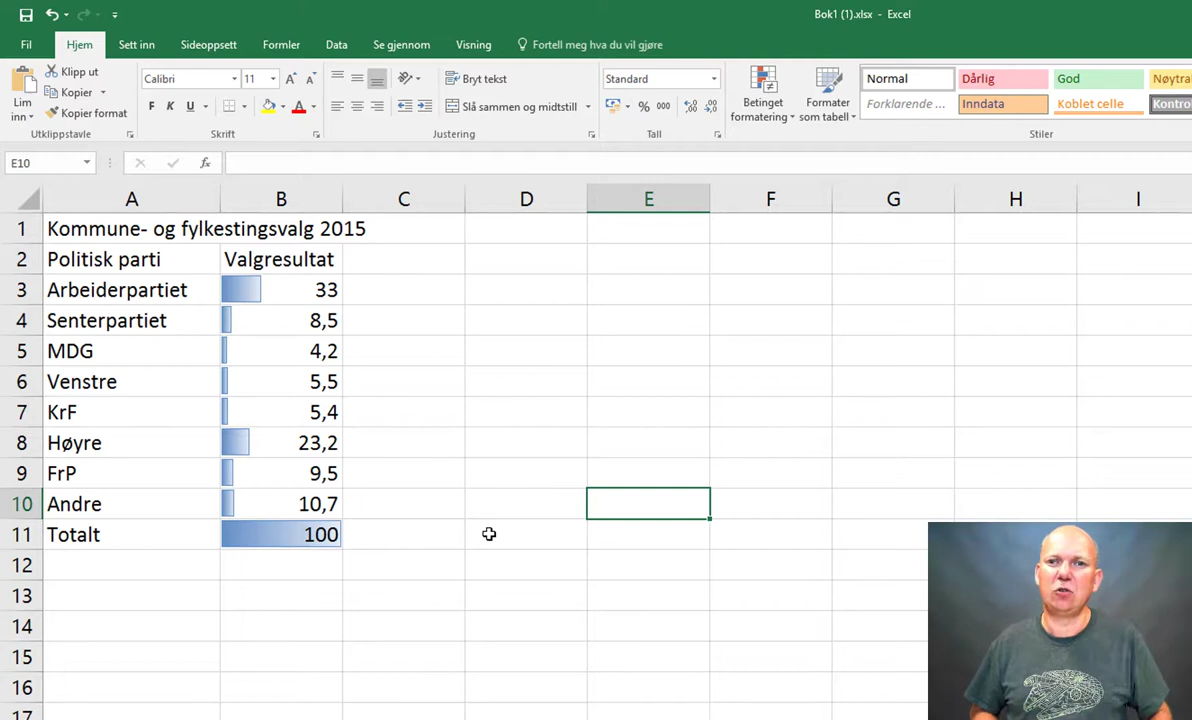 Bok1 (1).xlsx - Excel
Fil Hjem Sett inn Sideoppsett Formler Data Se gjennom Visning Fortell meg hva du vil gjøre
Lim inn
Klipp ut
Kopier
Kopier format
Utklippstavle
Calibri 11
F K U
Skrift
Bryt tekst
Slå sammen og midtstill
Justering
Standard
% 000
Tall
Betinget formatering
Formater som tabell
Normal Dårlig God
Forklarende ... Inndata Koblet celle
Stiler
E10 fx
A B C D E F G H I
1 Kommune- og fylkestingsvalg 2015
2 Politisk parti Valgresultat
3 Arbeiderpartiet 33
4 Senterpartiet 8,5
5 MDG 4,2
6 Venstre 5,5
7 KrF 5,4
8 Høyre 23,2
9 FrP 9,5
10 Andre 10,7
11 Totalt 100
12
13
14
15
16
17